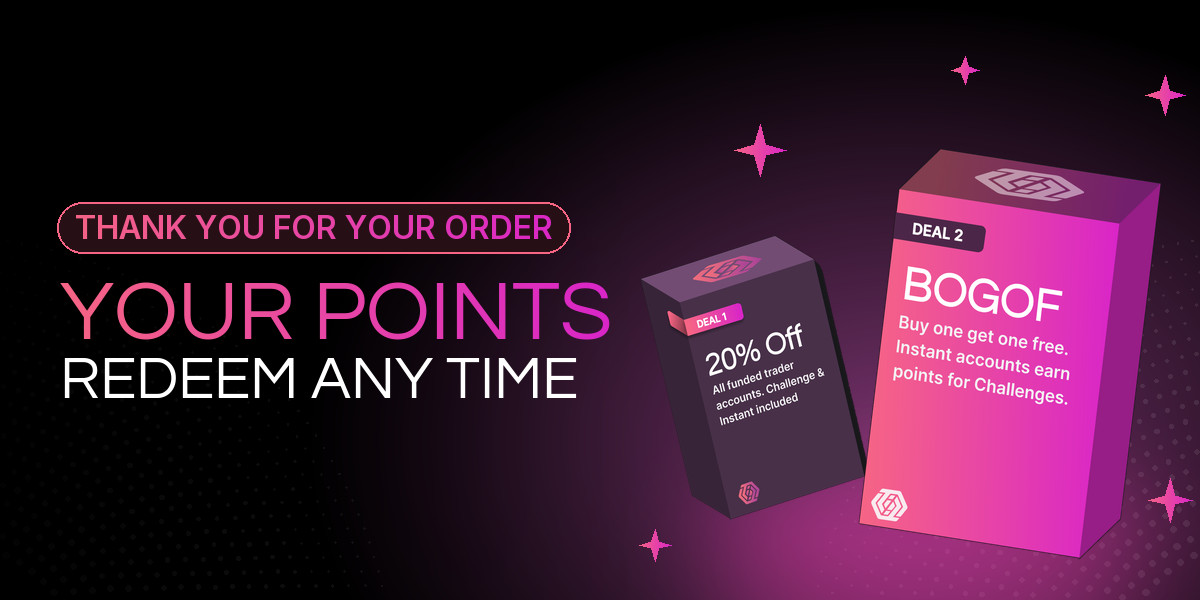 THANK YOU FOR YOUR ORDER
YOUR POINTS
REDEEM ANY TIME
DEAL 1
20% Off
All funded trader
accounts. Challenge &
Instant included
DEAL 2
BOGOF
Buy one get one free.
Instant accounts earn
points for Challenges.